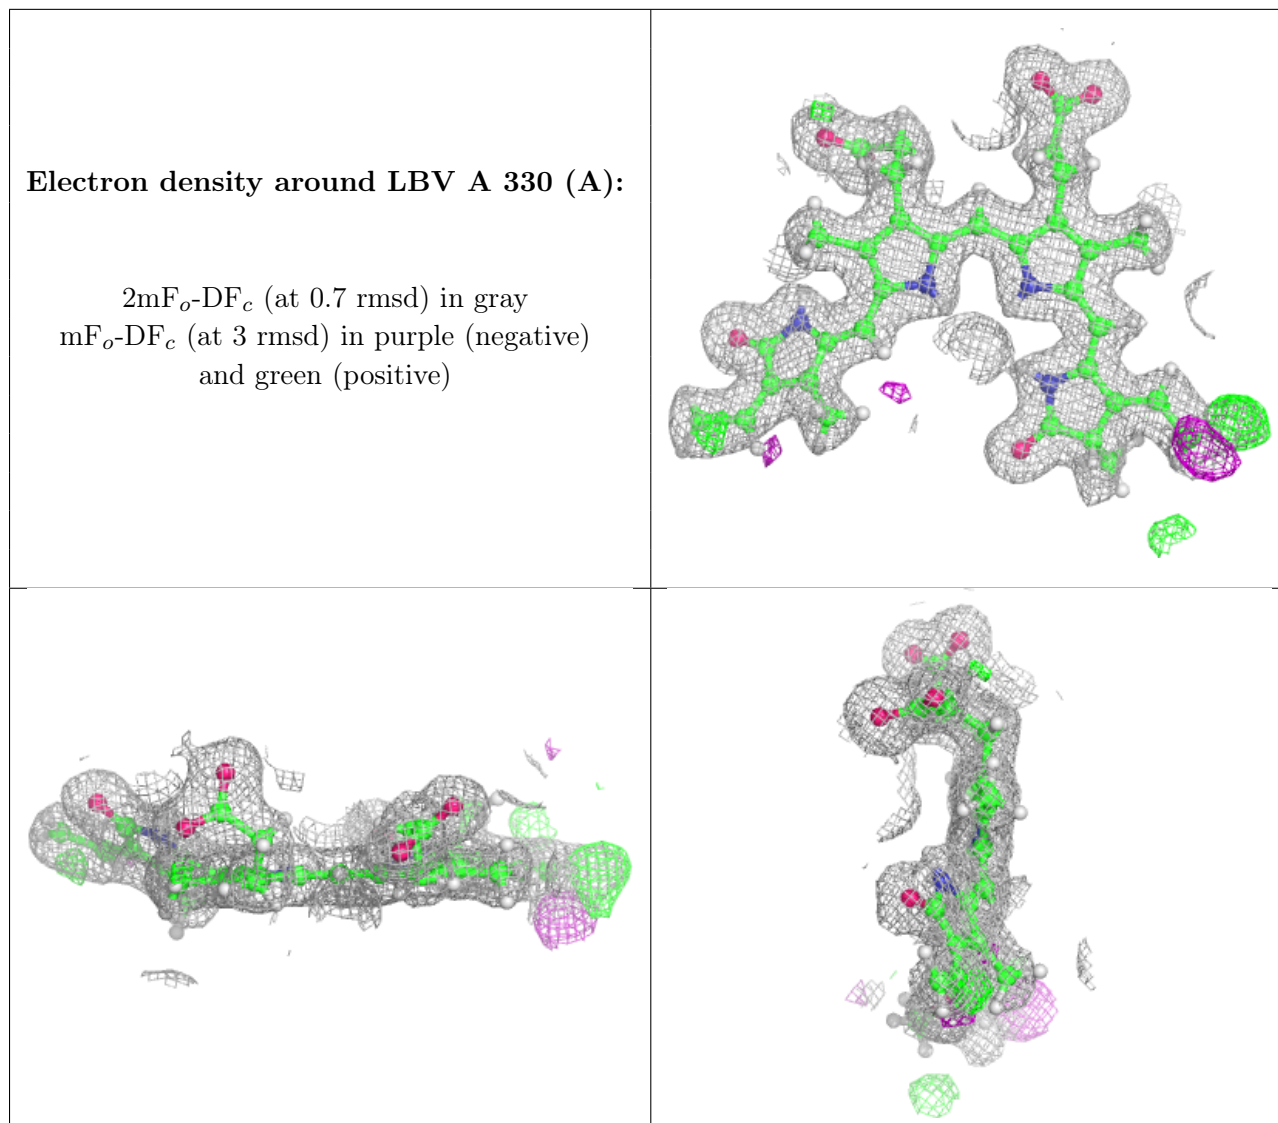 Electron density around LBV A 330 (A):
2mFo-DFc (at 0.7 rmsd) in gray
mFo-DFc (at 3 rmsd) in purple (negative)
and green (positive)